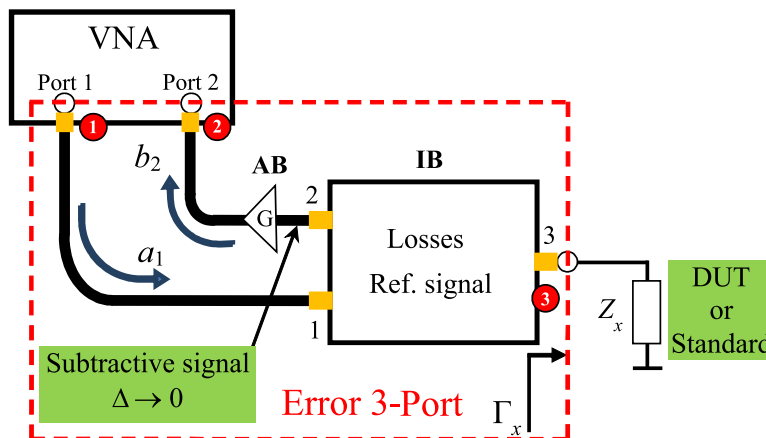 VNA
Port 1
Port 2
1
2
b2
AB
IB
2
G
Losses
3
a1
Ref. signal
3
Zx
DUT
or
Standard
1
Subtractive signal
Δ → 0
Error 3-Port
Γx